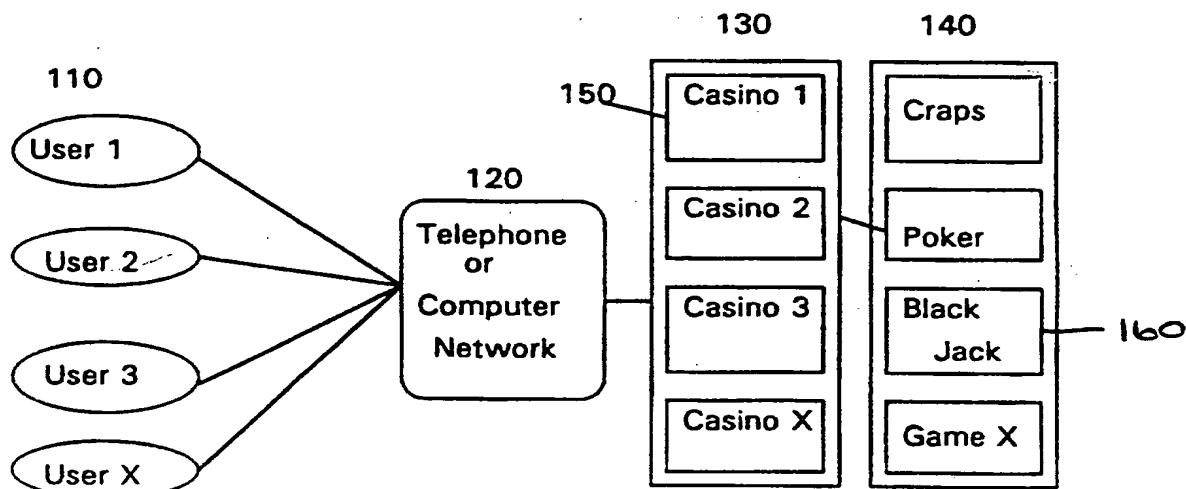 130
140
110
150
Casino 1
Craps
User 1
120
Casino 2
Telephone
or
Computer
Network
Poker
User 2
Casino 3
Black
Jack
160
User 3
Casino X
Game X
User X